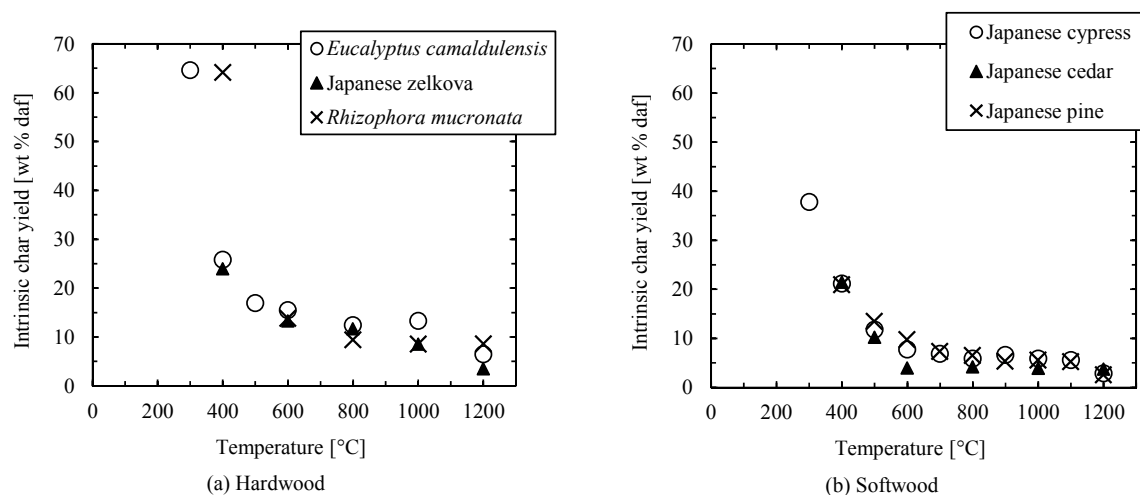 70
60
50
40
30
20
10
0
0 200 400 600 800 1000 1200
Intrinsic char yield [wt % daf]
Temperature [°C]
Eucalyptus camaldulensis
Japanese zelkova
Rhizophora mucronata
(a) Hardwood
70
60
50
40
30
20
10
0
0 200 400 600 800 1000 1200
Intrinsic char yield [wt % daf]
Temperature [°C]
Japanese cypress
Japanese cedar
Japanese pine
(b) Softwood